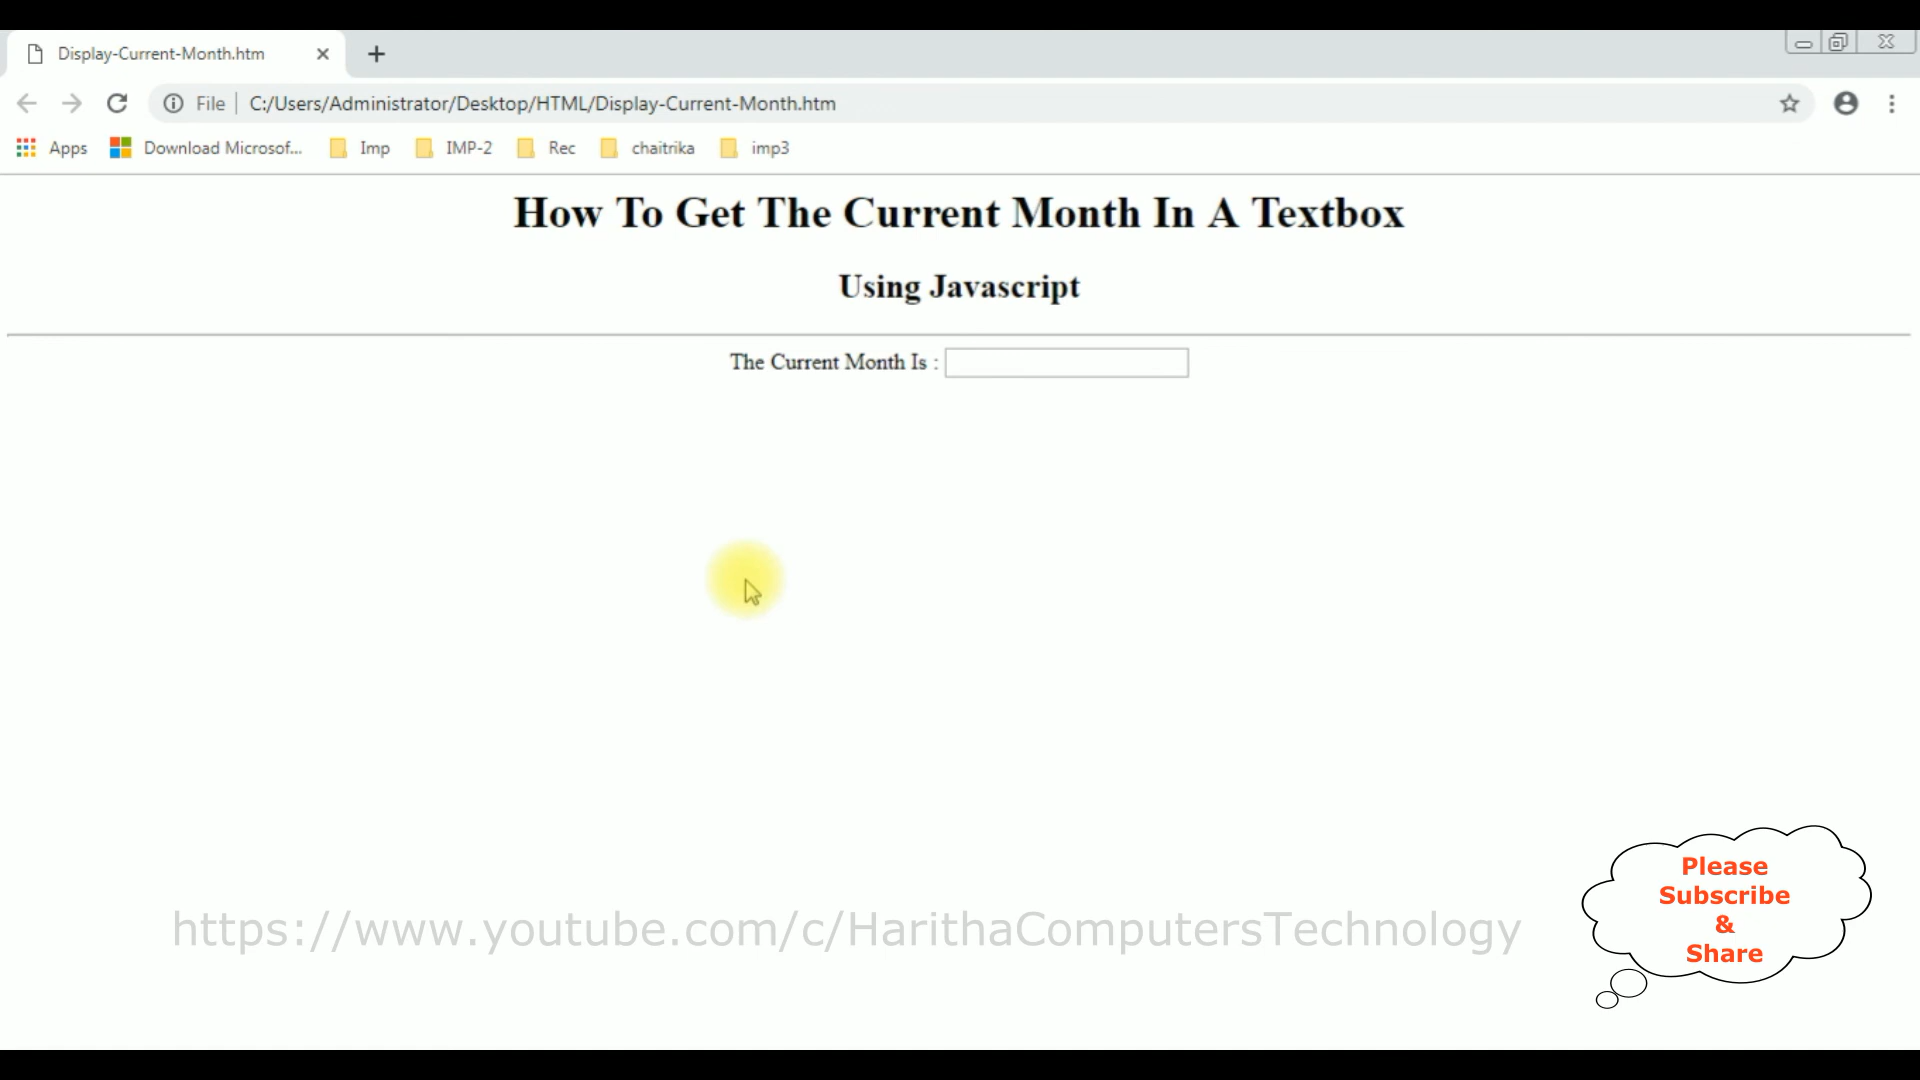 Display-Current-Month.htm
File | C:/Users/Administrator/Desktop/HTML/Display-Current-Month.htm
Apps Download Microsof... Imp IMP-2 Rec chaitrika imp3
How To Get The Current Month In A Textbox
Using Javascript
The Current Month Is :
Please
Subscribe
&
Share
https://www.youtube.com/c/HarithaComputersTechnology